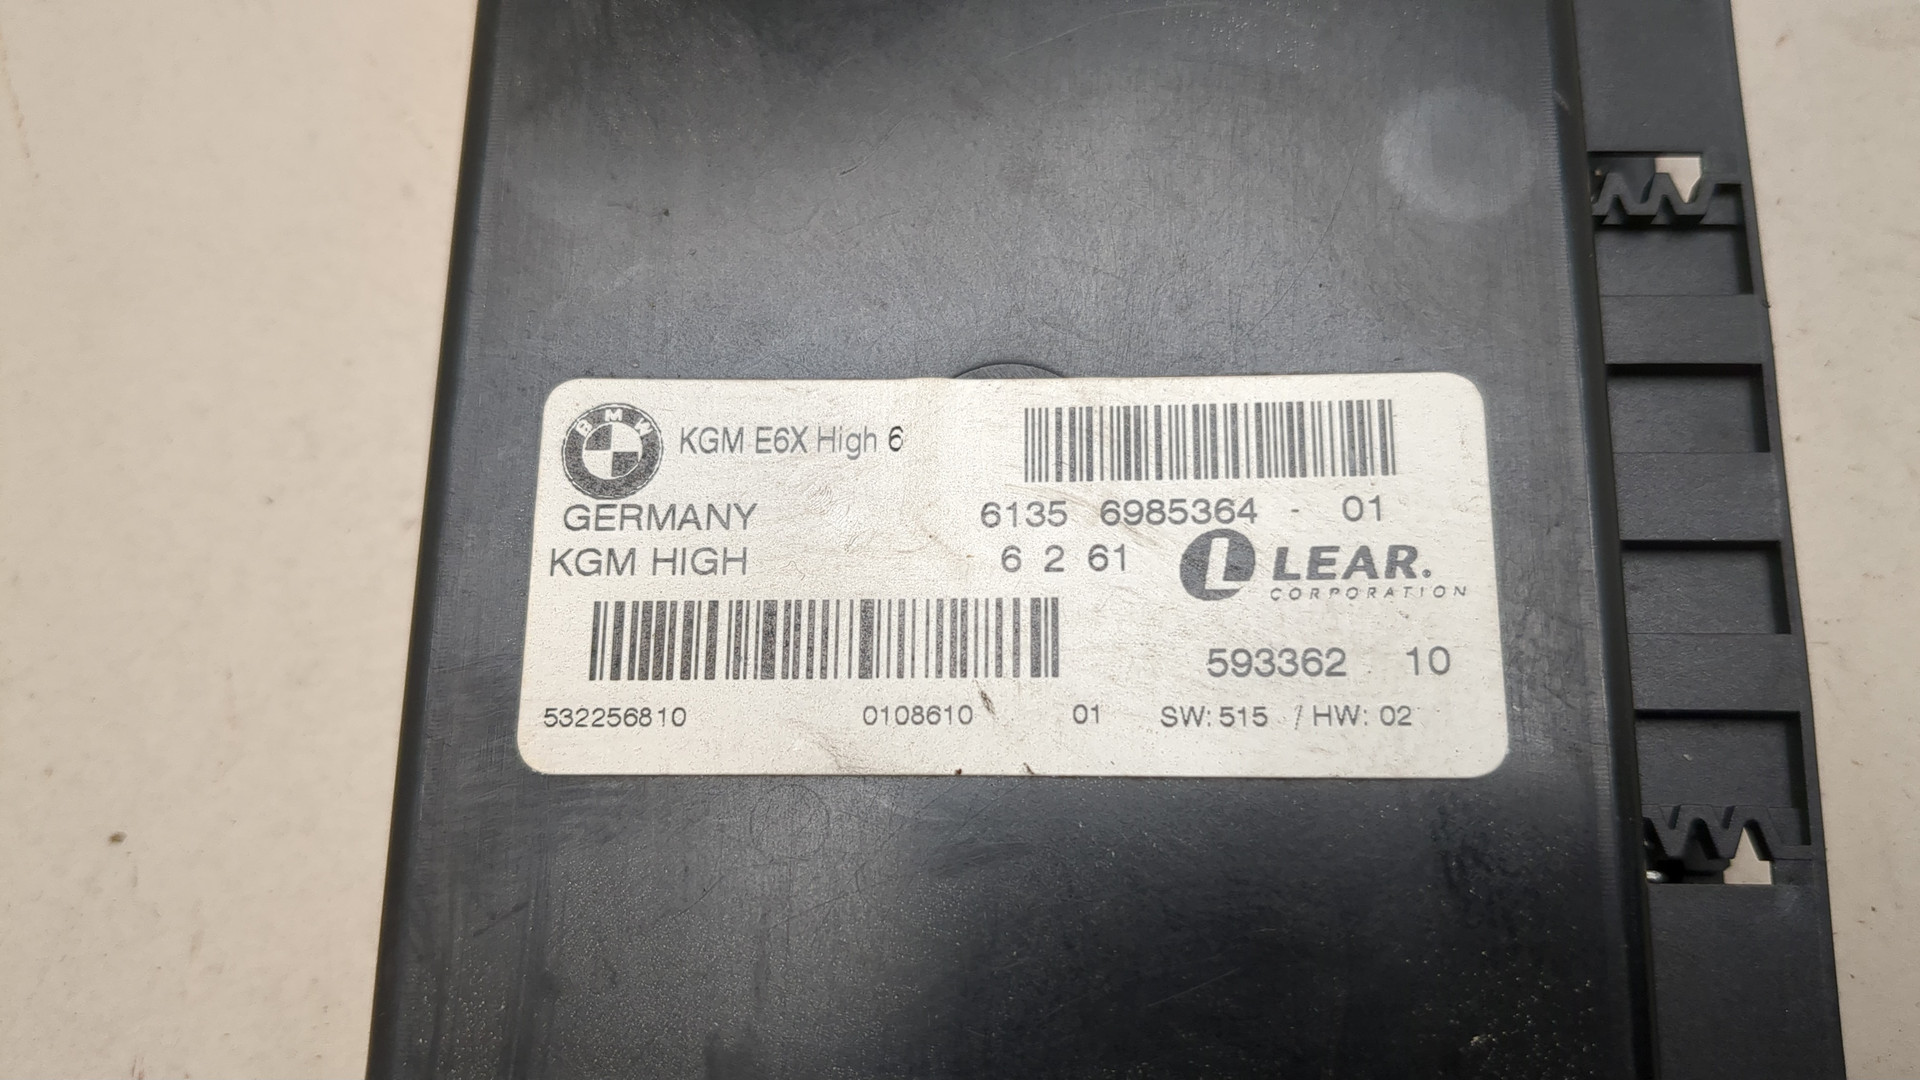 BMW
KGM E6X High 6
GERMANY
6135 6985364 - 01
KGM HIGH
6 2 61
L LEAR.
CORPORATION
593362 10
532256810 0108610 01 SW: 515 / HW: 02